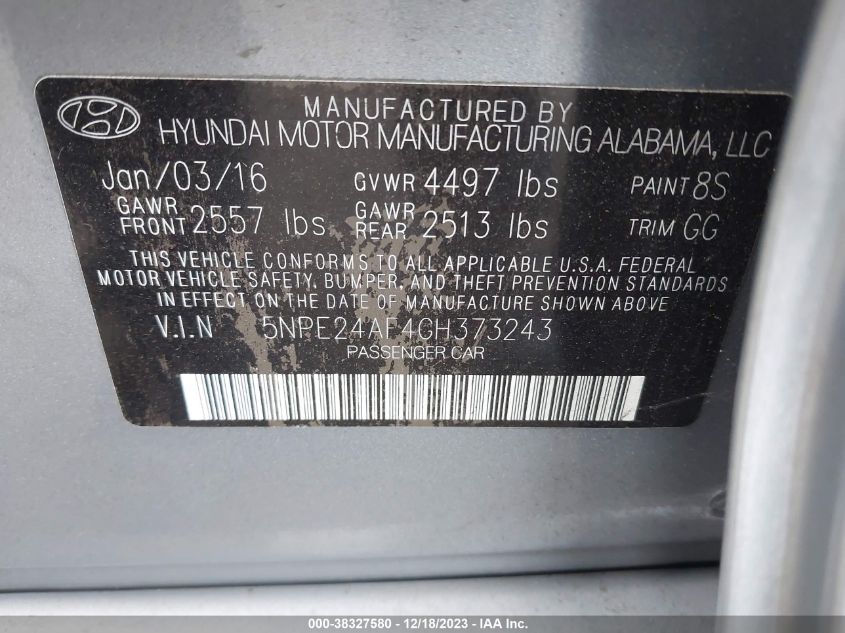 MANUFACTURED BY
HYUNDAI MOTOR MANUFACTURING ALABAMA, LLC
Jan/03/16 GVWR 4497 lbs PAINT 8S
GAWR FRONT 2557 lbs GAWR REAR 2513 lbs TRIM GG
THIS VEHICLE CONFORMS TO ALL APPLICABLE U.S.A. FEDERAL
MOTOR VEHICLE SAFETY, BUMPER, AND THEFT PREVENTION STANDARDS
IN EFFECT ON THE DATE OF MANUFACTURE SHOWN ABOVE
V.I.N 5NPE24AF4GH373243
PASSENGER CAR
000-38327580 - 12/18/2023 - IAA Inc.